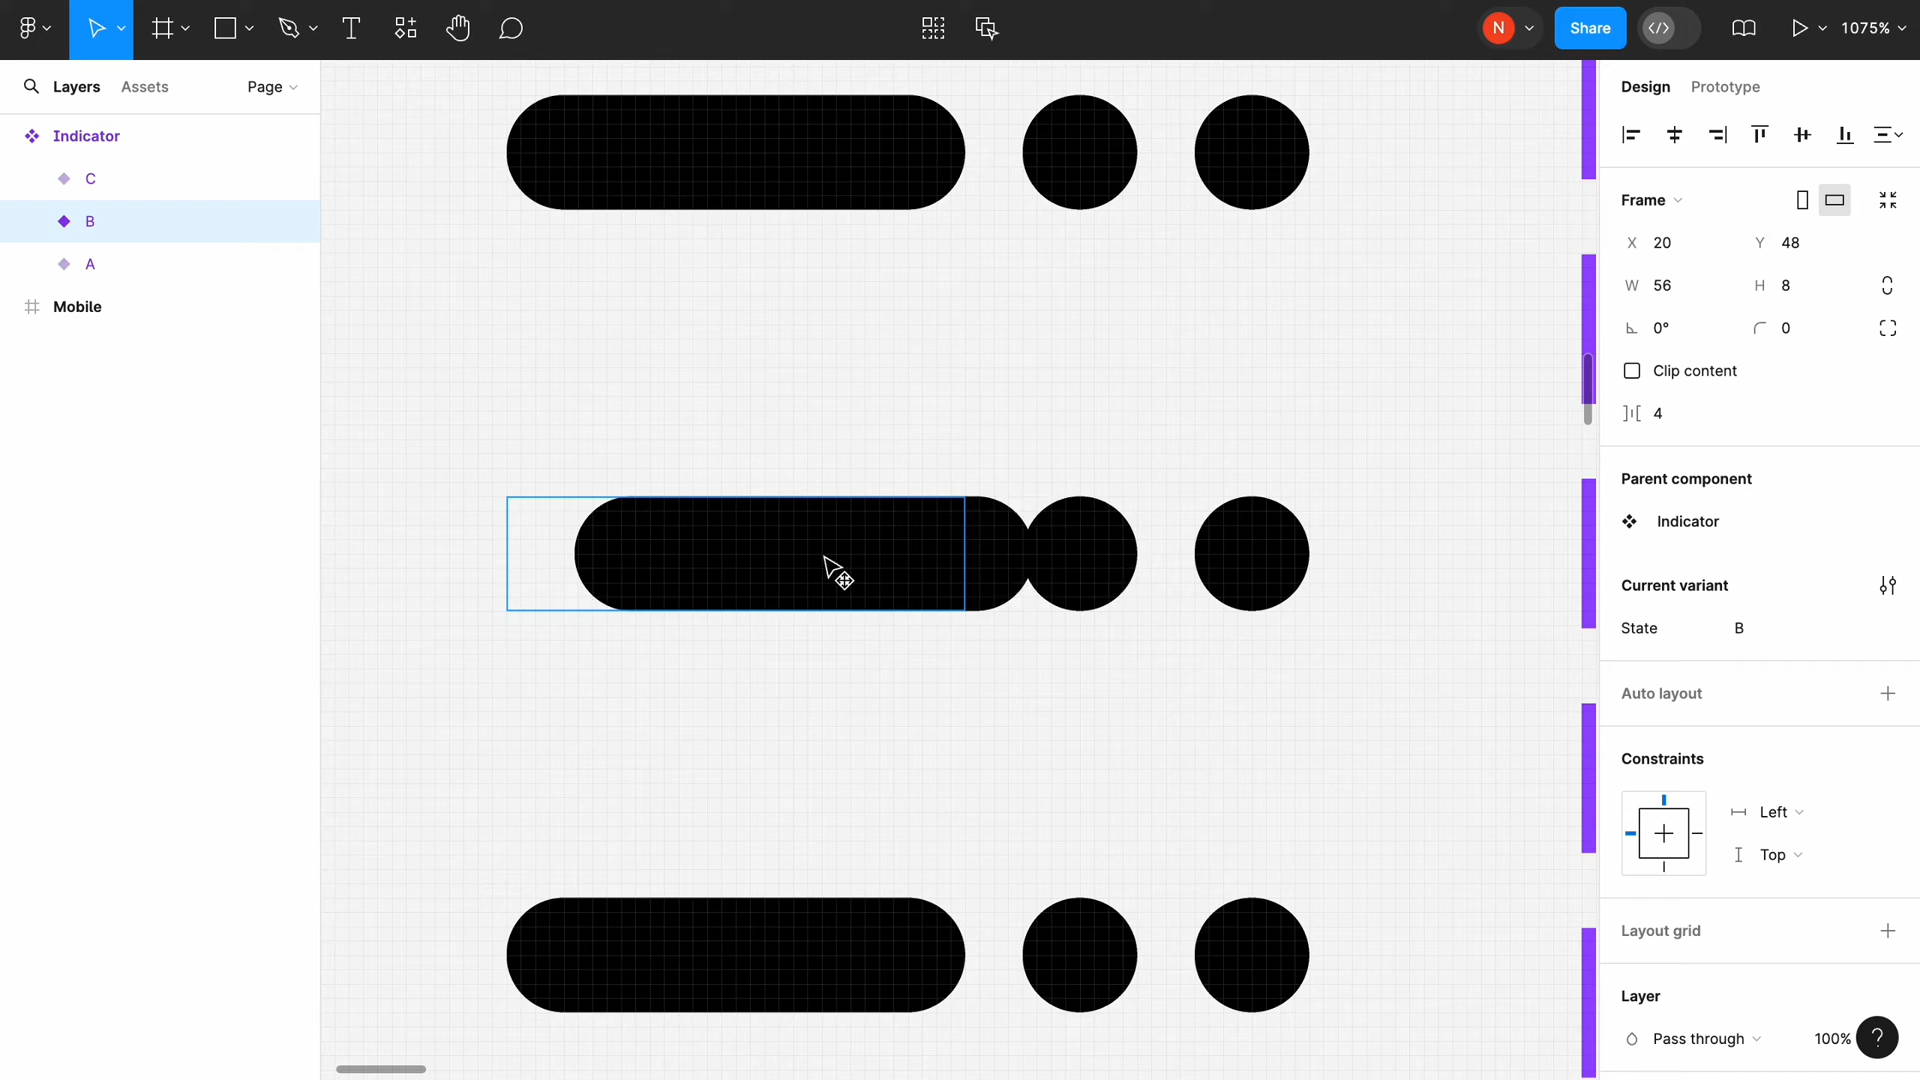 N
Share
1075%
Layers
Assets
Page
Design
Prototype
Indicator
C
B
A
Mobile
Frame
X 20
Y 48
W 56
H 8
0°
0
Clip content
4
Parent component
Indicator
Current variant
State B
Auto layout
Constraints
Left
Top
Layout grid
Layer
Pass through
100%
?